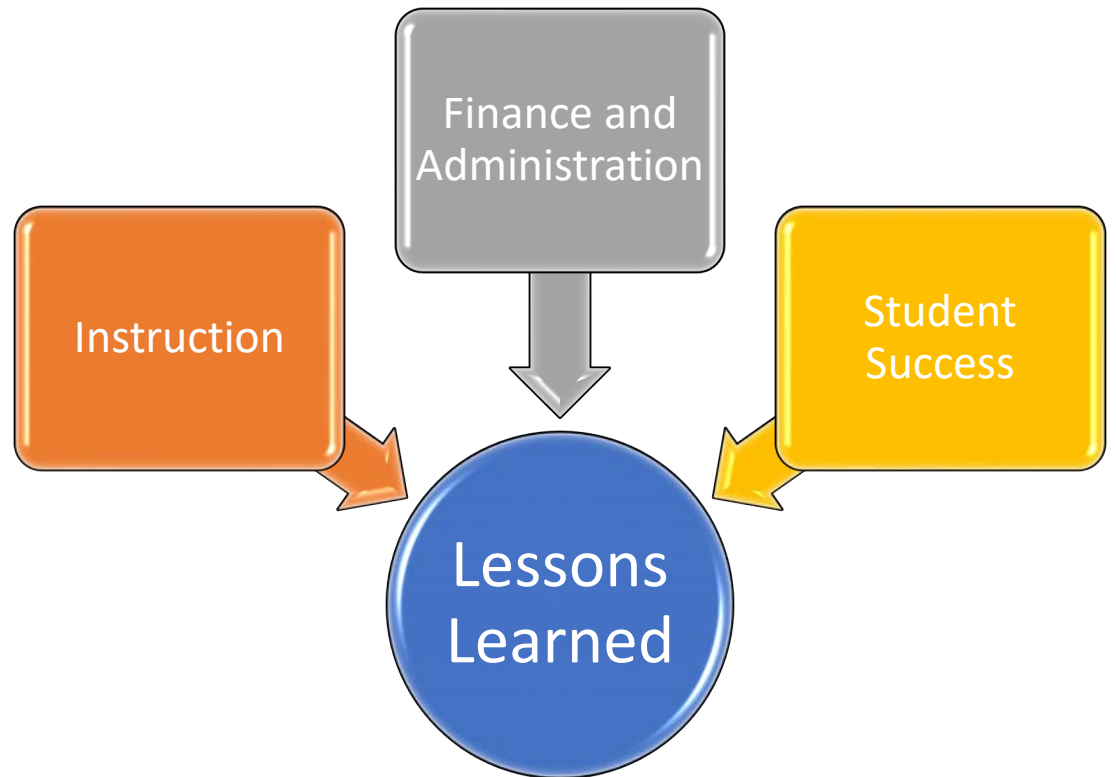 Finance and
Administration
Instruction
Student
Success
Lessons
Learned